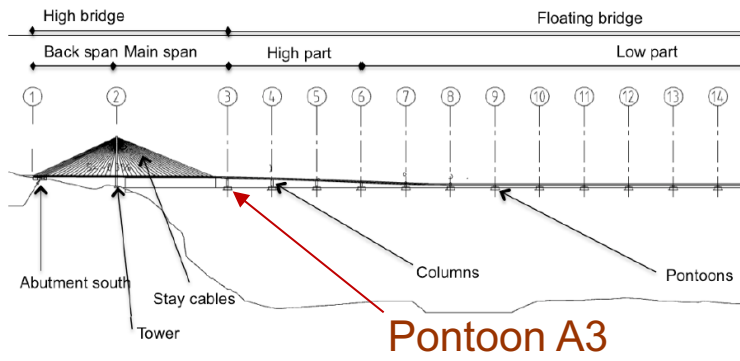 High bridge
Floating bridge
Back span Main span
High part
Low part
1 2 3 4 5 6 7 8 9 10 11 12 13 14
Abutment south
Stay cables
Tower
Columns
Pontoons
Pontoon A3